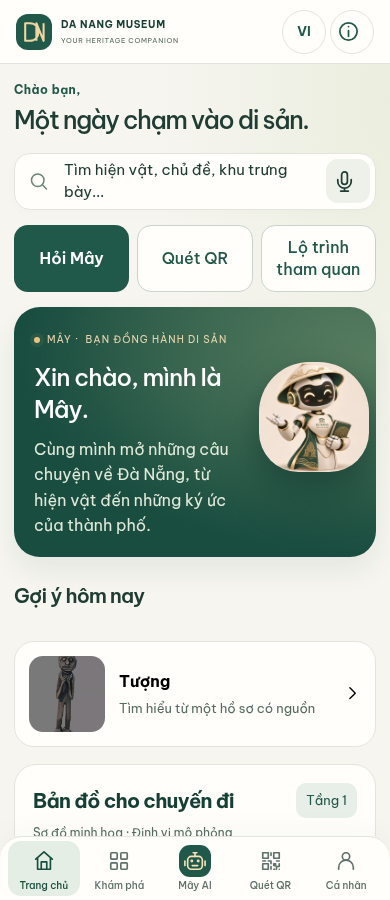 DA NANG MUSEUM
YOUR HERITAGE COMPANION
VI
Chào bạn,
Một ngày chạm vào di sản.
Tìm hiện vật, chủ đề, khu trưng
bày...
Hỏi Mây
Quét QR
Lộ trình
tham quan
MÂY · BẠN ĐỒNG HÀNH DI SẢN
Xin chào, mình là
Mây.
Cùng mình mở những câu
chuyện về Đà Nẵng, từ
hiện vật đến những ký ức
của thành phố.
Gợi ý hôm nay
Tượng
Tìm hiểu từ một hồ sơ có nguồn
Bản đồ cho chuyến đi
Tầng 1
Sơ đồ minh họa · Định vị mô phỏng
Trang chủ
Khám phá
Mây AI
Quét QR
Cá nhân